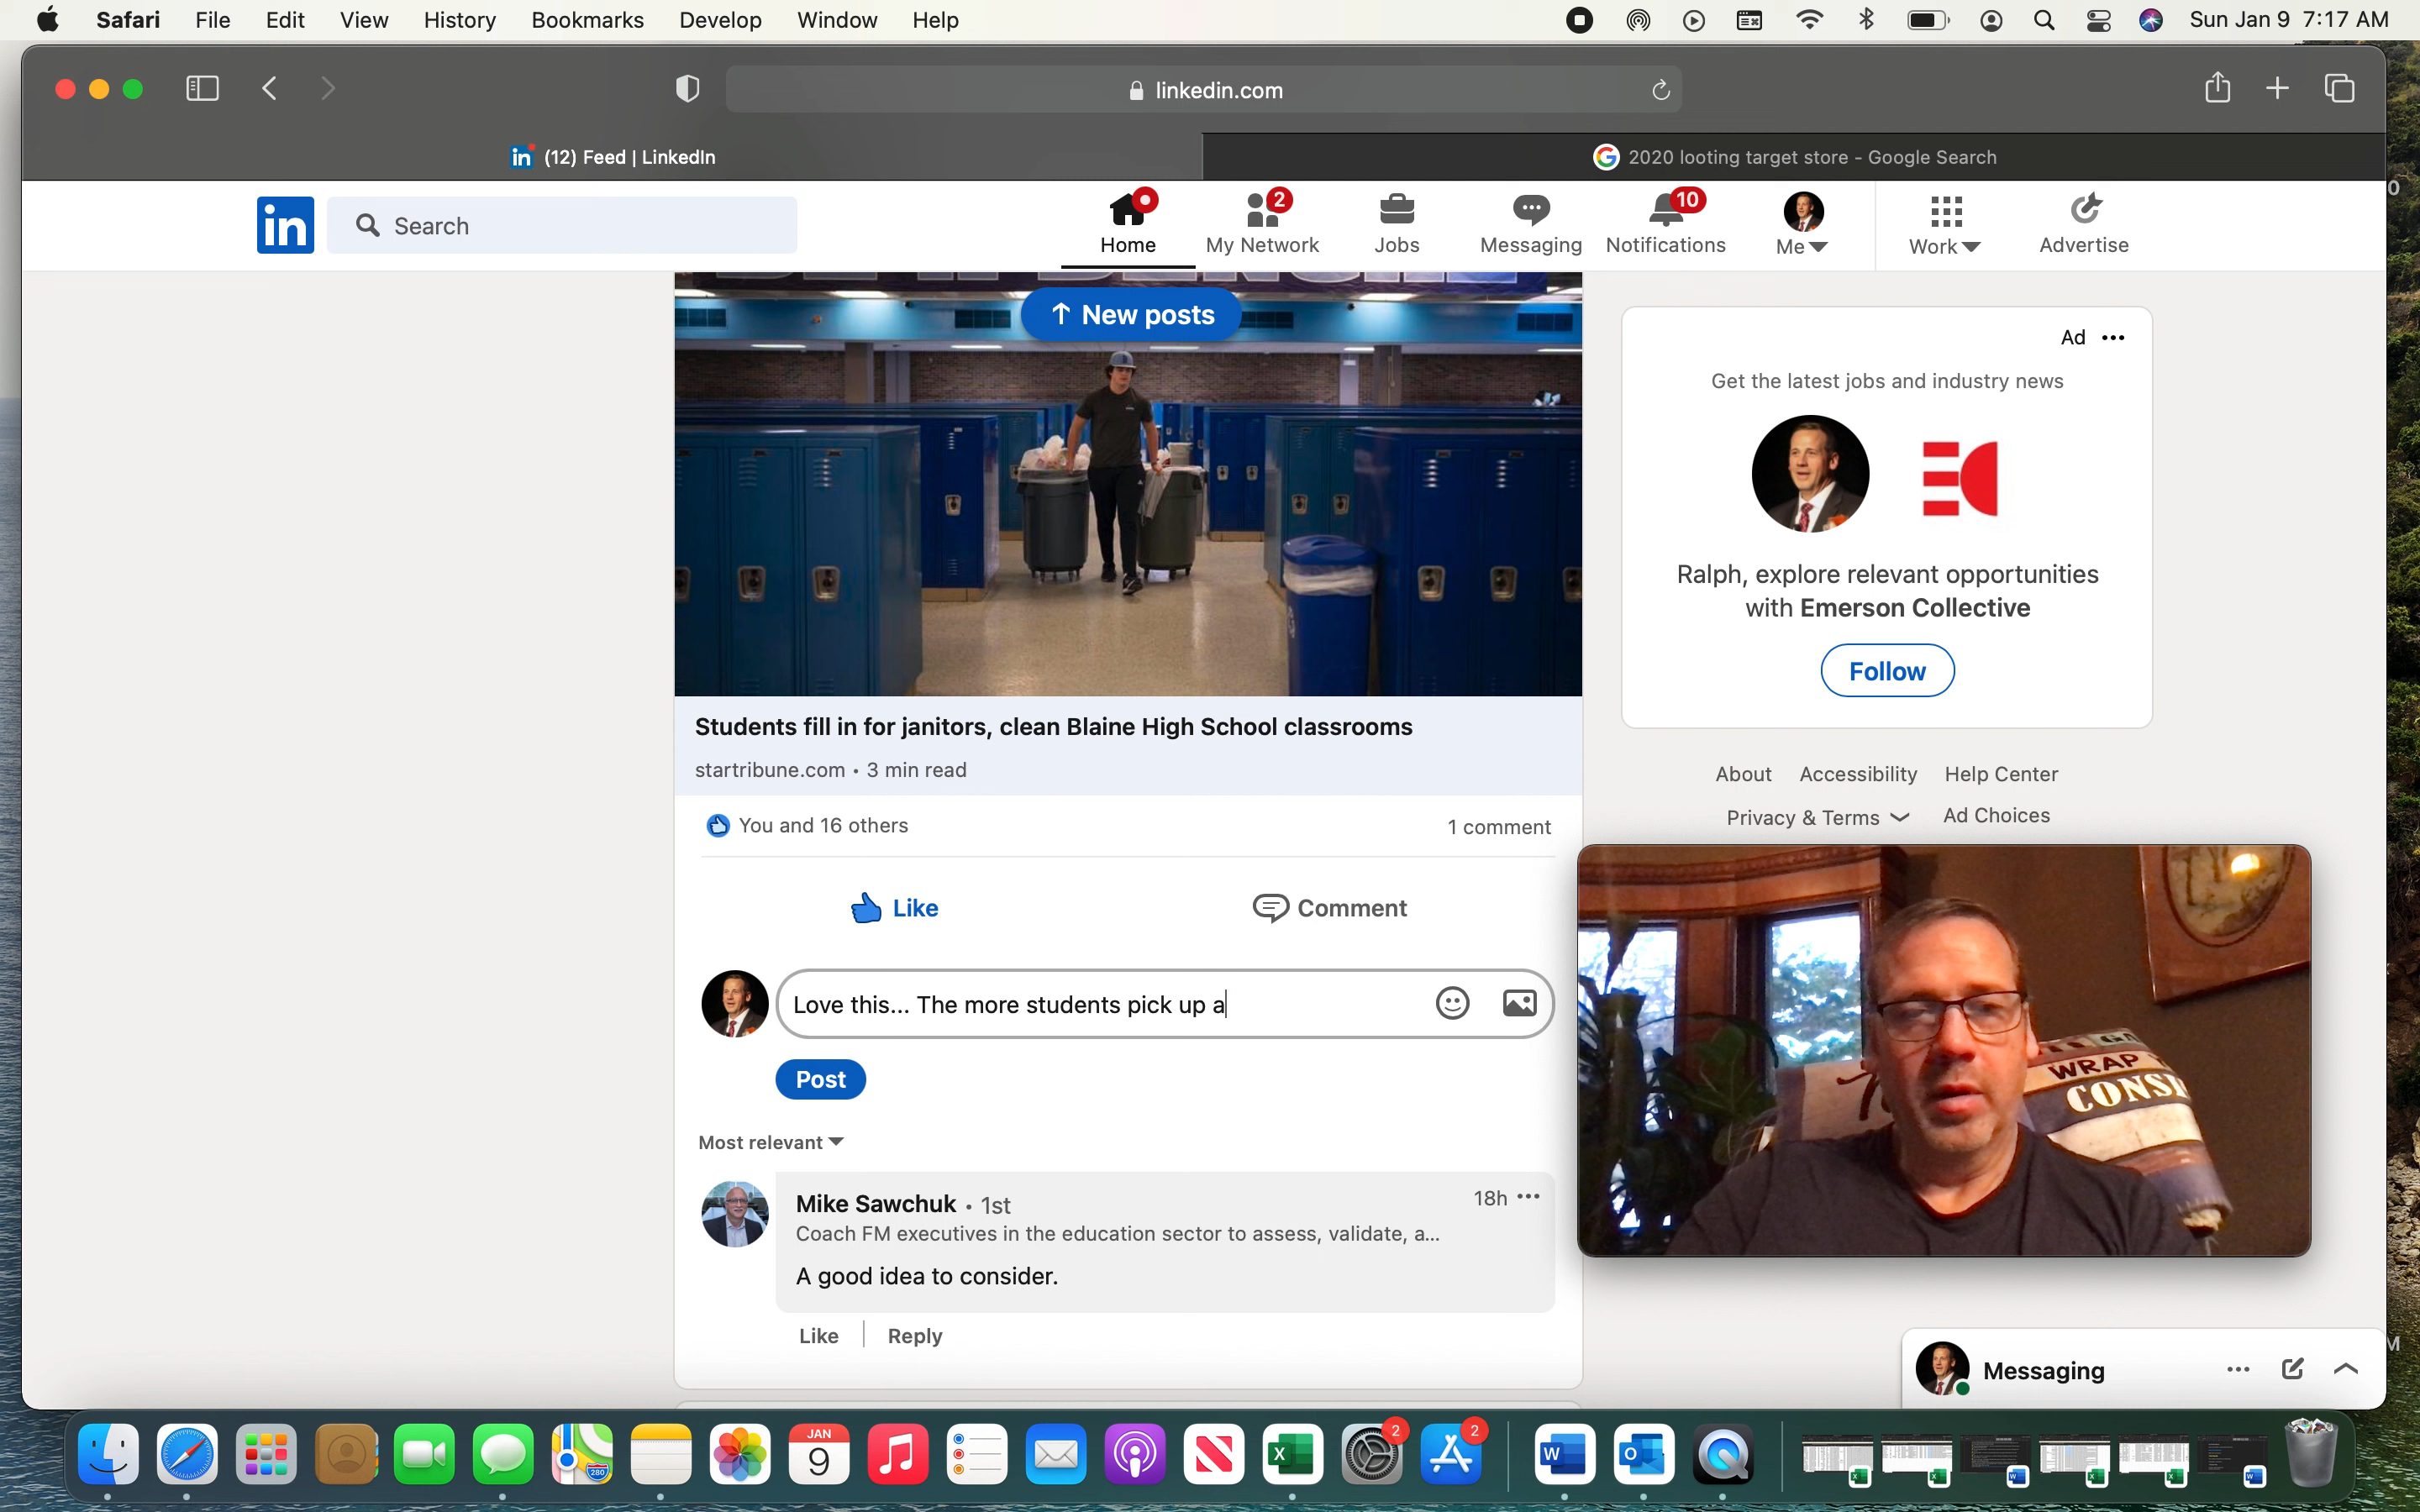 Safari File Edit View History Bookmarks Develop Window Help Sun Jan 9 7:17 AM
linkedin.com
in (12) Feed | LinkedIn
G 2020 looting target store - Google Search
in Search
2 10
Home My Network Jobs Messaging Notifications Me Work Advertise
↑ New posts
Ad
Get the latest jobs and industry news
Ralph, explore relevant opportunities
with Emerson Collective
Follow
Students fill in for janitors, clean Blaine High School classrooms
startribune.com • 3 min read
You and 16 others 1 comment
About Accessibility Help Center
Privacy & Terms Ad Choices
Like Comment
Love this... The more students pick up a
Post
Most relevant
Mike Sawchuk • 1st 18h
Coach FM executives in the education sector to assess, validate, a...
A good idea to consider.
Like Reply
WRAP
CONS
Messaging
JAN
9
280
X
2
2
W
O